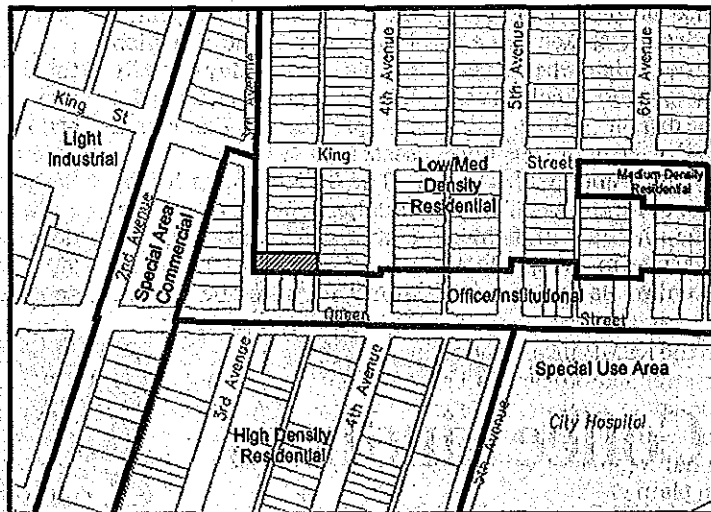 King St
Light
Industrial
2nd Avenue
Special Area
Commercial
3rd Avenue
4th Avenue
5th Avenue
6th Avenue
King
Street
Low/Med
Density
Residential
Medium Density
Residential
Office/Institutional
Queen
Street
3rd Avenue
4th Avenue
5th Avenue
High Density
Residential
Special Use Area
City Hospital